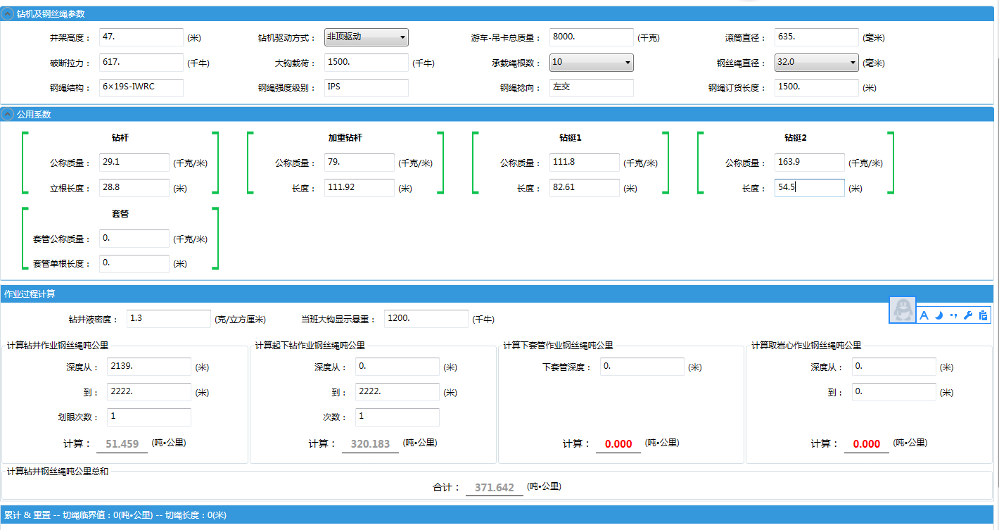 钻机及钢丝绳参数
井架高度： 47. (米) 钻机驱动方式： 非顶驱动 游车-吊卡总质量： 8000. (千克) 滚筒直径： 635. (毫米)
破断拉力： 617. (千牛) 大钩载荷： 1500. (千牛) 承载绳根数： 10 钢丝绳直径： 32.0 (毫米)
钢绳结构： 6×19S-IWRC 钢绳强度级别： IPS 钢绳捻向： 左交 钢绳订货长度： 1500. (米)
公用系数
钻杆 加重钻杆 钻铤1 钻铤2
公称质量： 29.1 (千克/米) 公称质量： 79. (千克/米) 公称质量： 111.8 (千克/米) 公称质量： 163.9 (千克/米)
立根长度： 28.8 (米) 长度： 111.92 (米) 长度： 82.61 (米) 长度： 54.5 (米)
套管
套管公称质量： 0. (千克/米)
套管单根长度： 0. (米)
作业过程计算
钻井液密度： 1.3 (克/立方厘米) 当班大钩显示悬重： 1200. (千牛)
A
计算钻井作业钢丝绳吨公里 计算起下钻作业钢丝绳吨公里 计算下套管作业钢丝绳吨公里 计算取岩心作业钢丝绳吨公里
深度从： 2139. (米) 深度从： 0. (米) 下套管深度： 0. (米) 深度从： 0. (米)
到： 2222. (米) 到： 2222. (米) 到： 0. (米)
划眼次数： 1 次数： 1
计算： 51.459 (吨•公里) 计算： 320.183 (吨•公里) 计算： 0.000 (吨•公里) 计算： 0.000 (吨•公里)
计算钻井钢丝绳吨公里总和
合计： 371.642 (吨•公里)
累计 & 重置 -- 切绳临界值：0(吨•公里) -- 切绳长度：0(米)